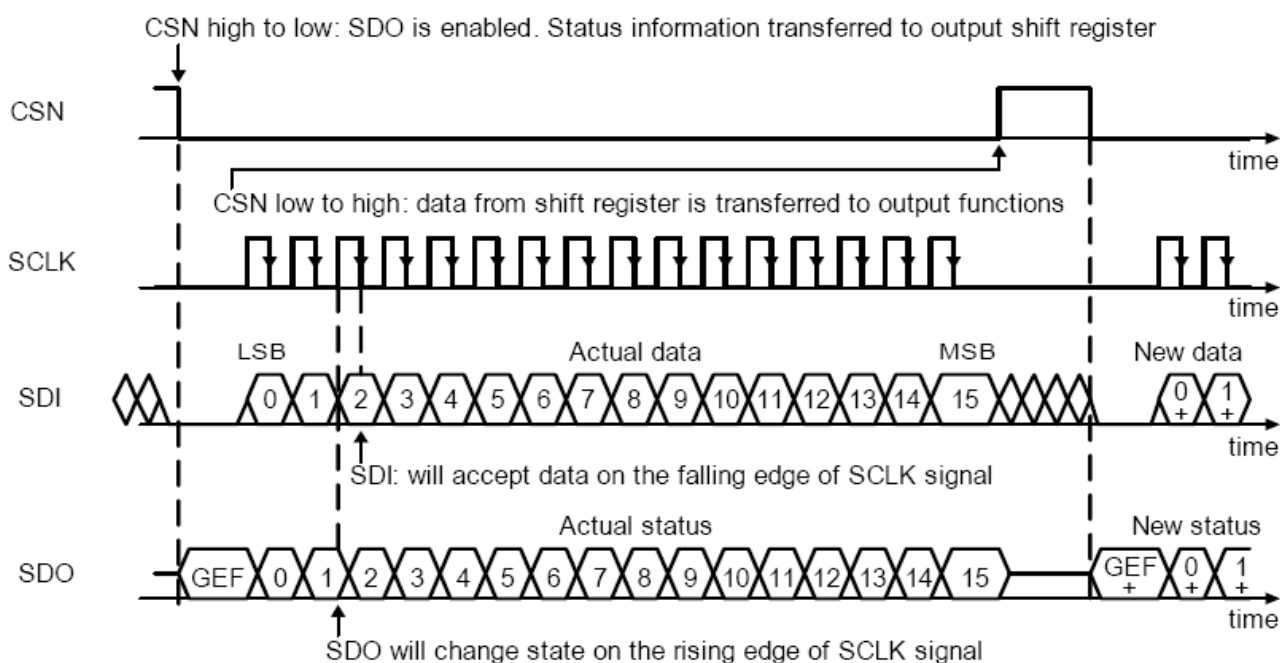 CSN high to low: SDO is enabled. Status information transferred to output shift register
CSN
time
CSN low to high: data from shift register is transferred to output functions
SCLK
time
LSB Actual data MSB New data
SDI 0 1 2 3 4 5 6 7 8 9 10 11 12 13 14 15 0 + 1 +
time
SDI: will accept data on the falling edge of SCLK signal
Actual status New status
SDO GEF 0 1 2 3 4 5 6 7 8 9 10 11 12 13 14 15 GEF + 0 + 1 +
time
SDO will change state on the rising edge of SCLK signal